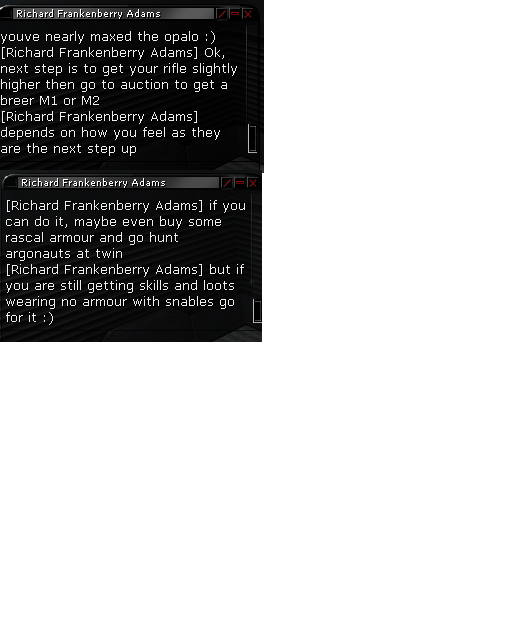 Richard Frankenberry Adams
youve nearly maxed the opalo :)
[Richard Frankenberry Adams] Ok,
next step is to get your rifle slightly
higher then go to auction to get a
breer M1 or M2
[Richard Frankenberry Adams]
depends on how you feel as they
are the next step up
Richard Frankenberry Adams
[Richard Frankenberry Adams] if you
can do it, maybe even buy some
rascal armour and go hunt
argonauts at twin
[Richard Frankenberry Adams] but if
you are still getting skills and loots
wearing no armour with snables go
for it :)